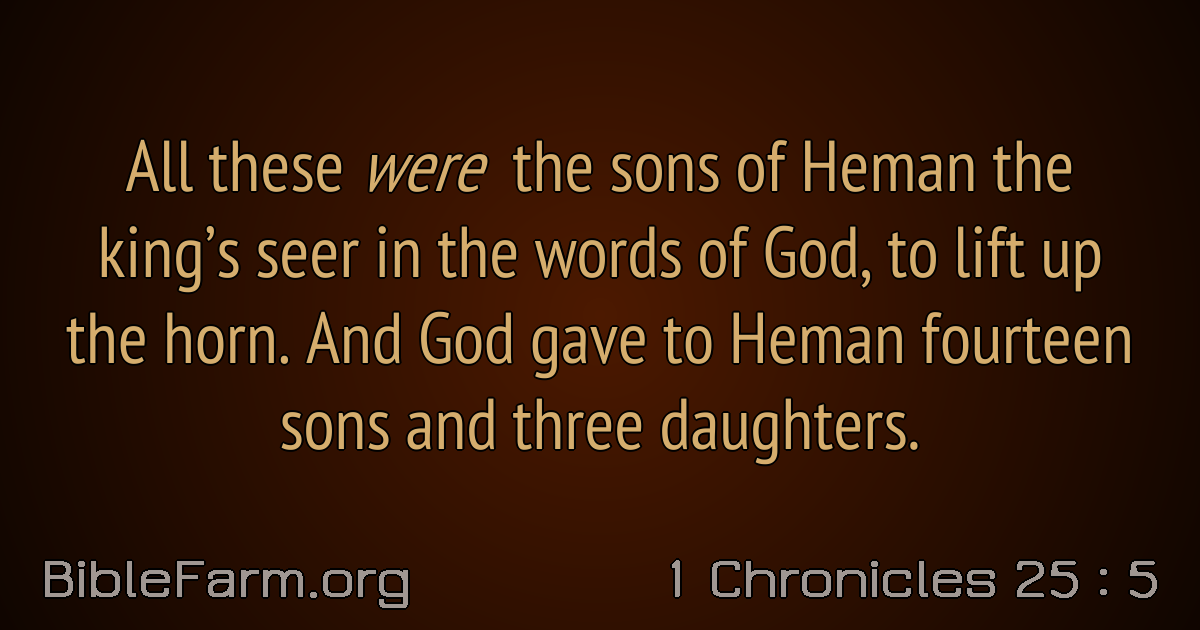 All these were the sons of Heman the
king’s seer in the words of God, to lift up
the horn. And God gave to Heman fourteen
sons and three daughters.
BibleFarm.org
1 Chronicles 25 : 5